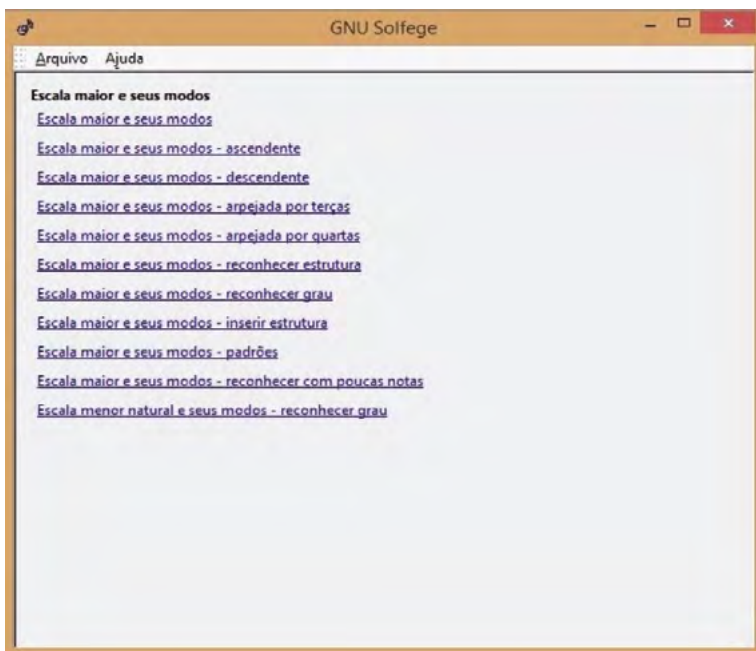 GNU Solfege
Arquivo Ajuda
Escala maior e seus modos
Escala maior e seus modos
Escala maior e seus modos - ascendente
Escala maior e seus modos - descendente
Escala maior e seus modos - arpejada por terças
Escala maior e seus modos - arpejada por quartas
Escala maior e seus modos - reconhecer estrutura
Escala maior e seus modos - reconhecer grau
Escala maior e seus modos - inserir estrutura
Escala maior e seus modos - padrões
Escala maior e seus modos - reconhecer com poucas notas
Escala menor natural e seus modos - reconhecer grau